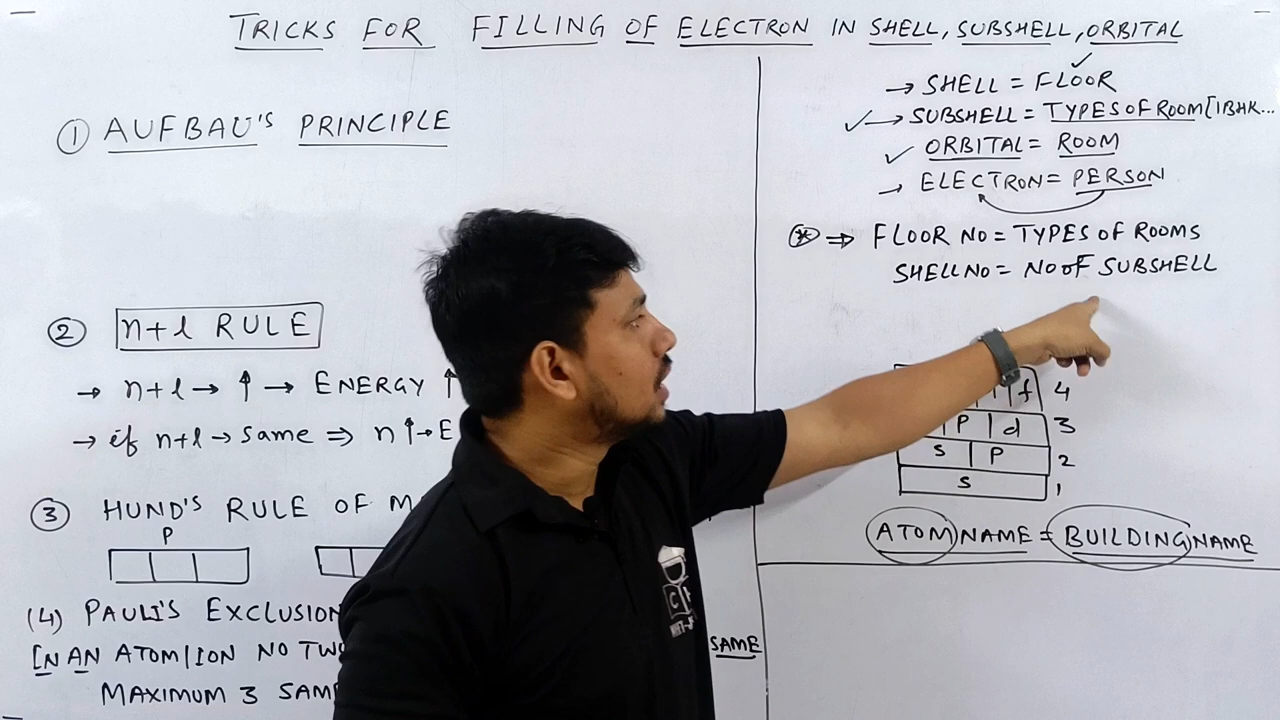 TRICKS FOR FILLING OF ELECTRON IN SHELL, SUBSHELL, ORBITAL
① AUFBAU'S PRINCIPLE
② n+l RULE
→ n+l → ↑ → ENERGY ↑
→ if n+l → same ⇒ n↑→E
③ HUND'S RULE OF M
P
(4) PAULI'S EXCLUSION
IN AN ATOM/ION NO TWO
MAXIMUM 3 SAM
SAME
→ SHELL = FLOOR
→ SUBSHELL = TYPES OF ROOM [1BHK...
ORBITAL = ROOM
→ ELECTRON = PERSON
⇒ FLOOR NO = TYPES OF ROOMS
SHELL NO = NO OF SUBSHELL
f 4
P d 3
S P 2
S 1
ATOM NAME = BUILDING NAME
C